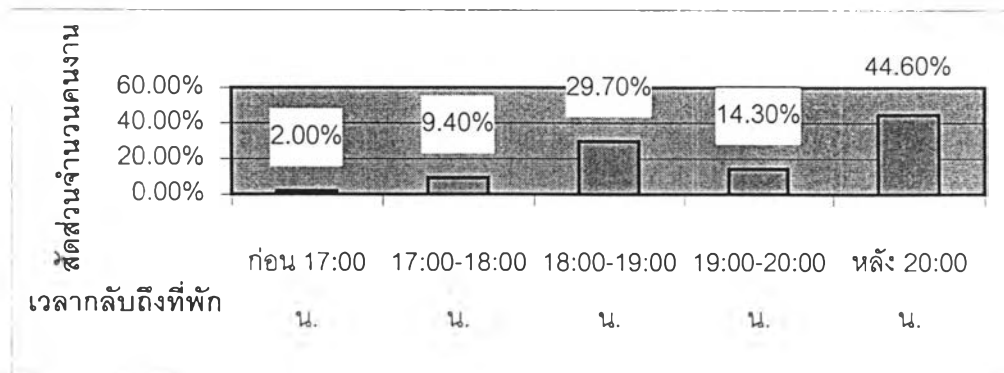 สัดส่วนจำนวนคนงาน
60.00%
40.00%
20.00%
0.00%
2.00%
9.40%
29.70%
14.30%
44.60%
ก่อน 17:00 น.
17:00-18:00 น.
18:00-19:00 น.
19:00-20:00 น.
หลัง 20:00 น.
เวลากลับถึงที่พัก